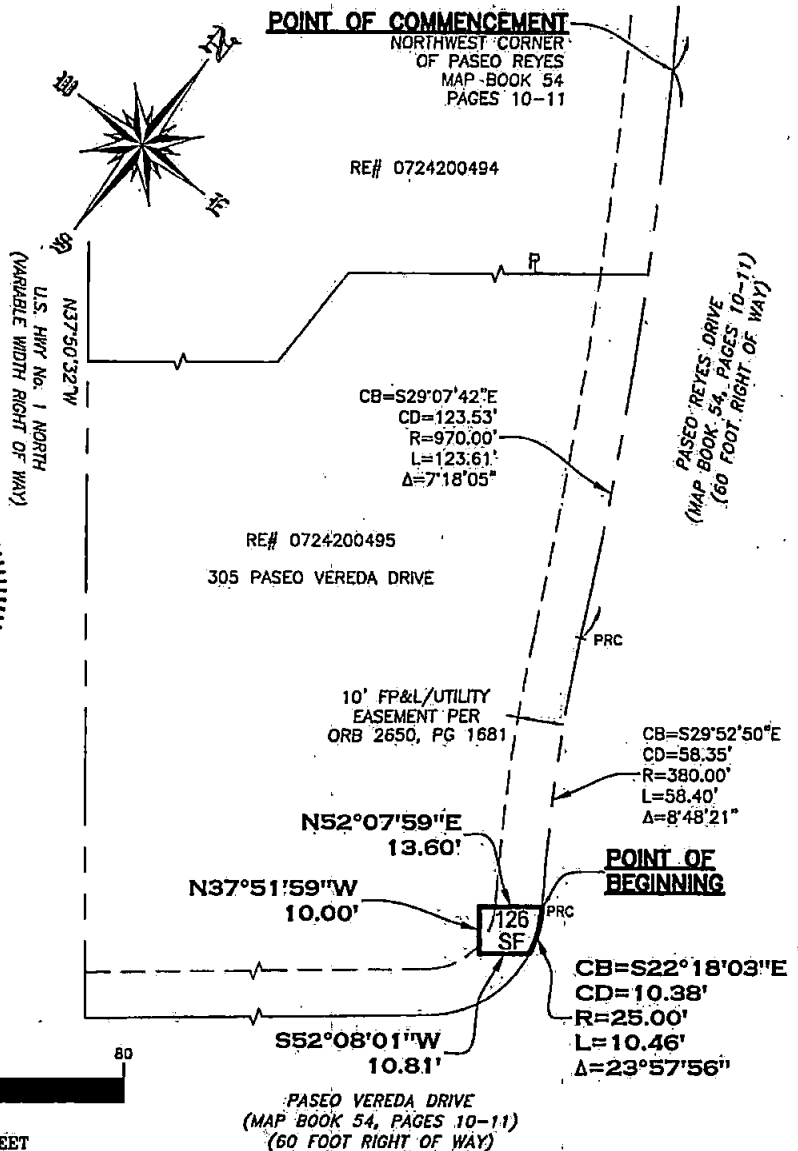 POINT OF COMMENCEMENT
NORTHWEST CORNER
OF PASEO REYES
MAP BOOK 54
PAGES 10-11
N
W
E
S
RE# 0724200494
N37°50'32"W
U.S. HWY No. 1 NORTH
(VARIABLE WIDTH RIGHT OF WAY)
PASEO REYES DRIVE
(MAP BOOK 54, PAGES 10-11)
(60 FOOT RIGHT OF WAY)
CB=S29°07'42"E
CD=123.53'
R=970.00'
L=123.61'
Δ=7°18'05"
RE# 0724200495
305 PASEO VEREDA DRIVE
PRC
10' FP&L/UTILITY
EASEMENT PER
ORB 2650, PG 1681
CB=S29°52'50"E
CD=58.35'
R=380.00'
L=58.40'
Δ=8°48'21"
N52°07'59"E
13.60'
POINT OF
BEGINNING
N37°51'59"W
10.00'
PRC
126
SF
CB=S22°18'03"E
CD=10.38'
R=25.00'
L=10.46'
Δ=23°57'56"
S52°08'01"W
10.81'
80
PASEO VEREDA DRIVE
(MAP BOOK 54, PAGES 10-11)
(60 FOOT RIGHT OF WAY)
EET